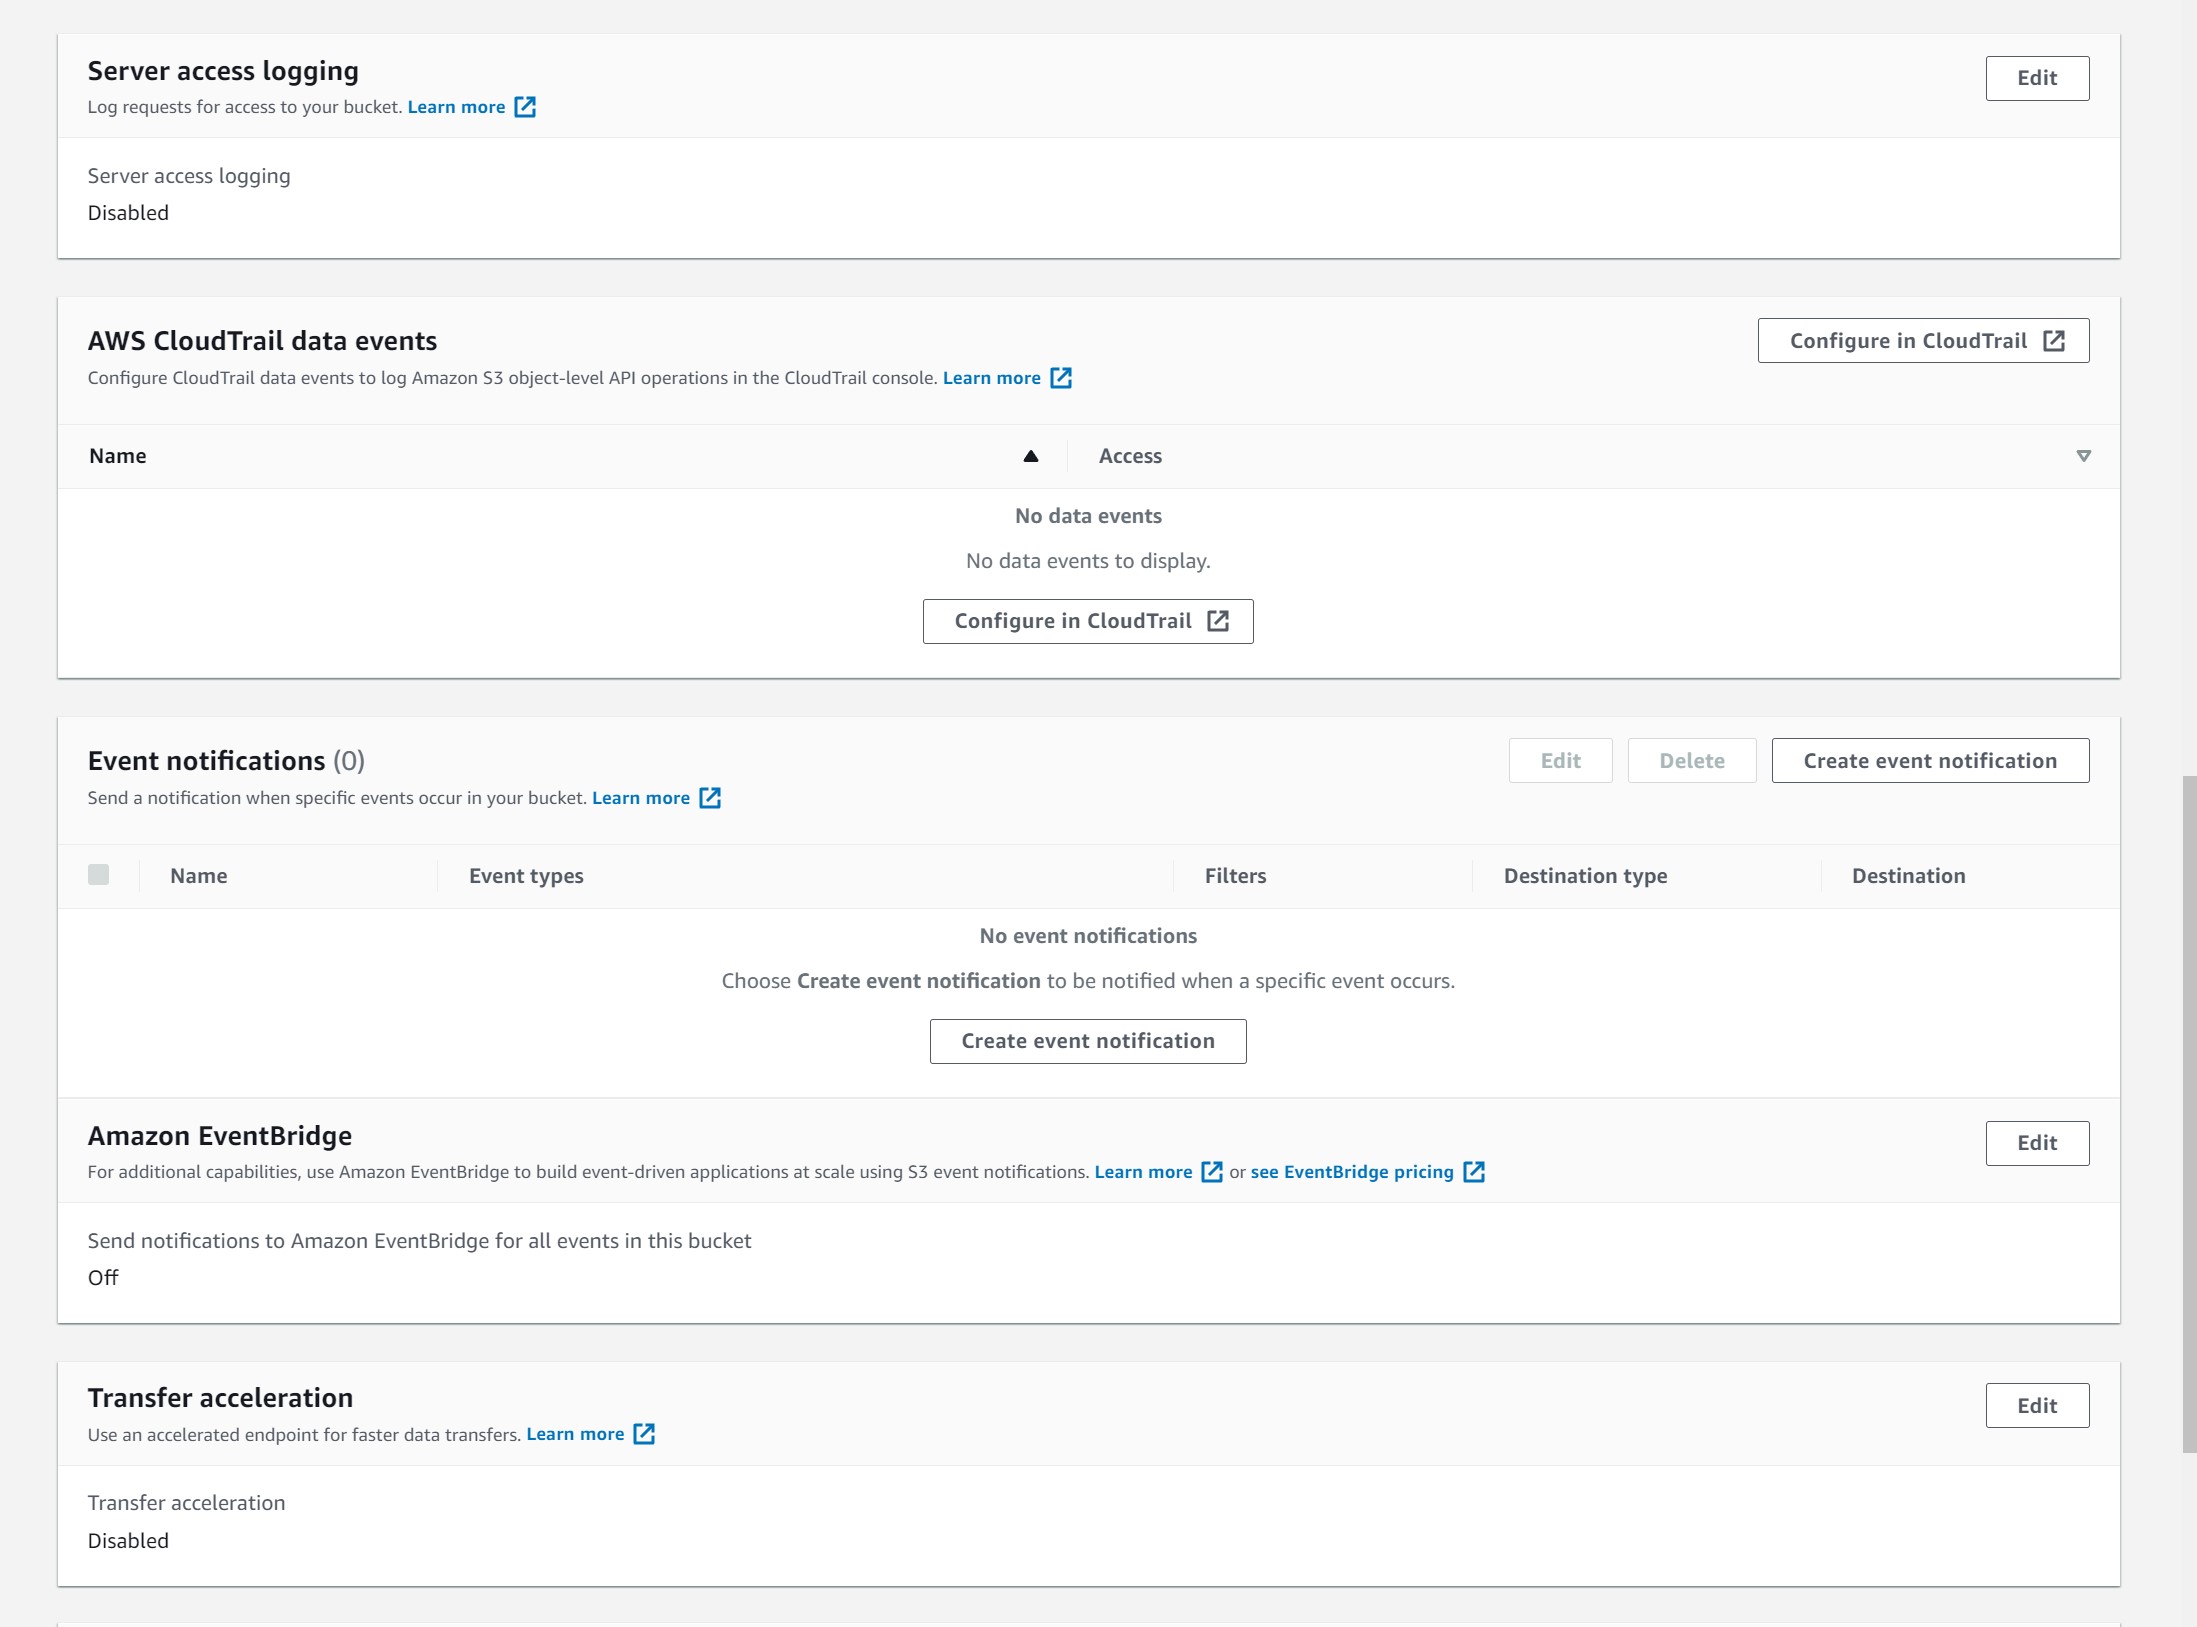 Server access logging
Edit
Log requests for access to your bucket. Learn more
Server access logging
Disabled
AWS CloudTrail data events
Configure in CloudTrail
Configure CloudTrail data events to log Amazon S3 object-level API operations in the CloudTrail console. Learn more
Name Access
No data events
No data events to display.
Configure in CloudTrail
Event notifications (0)
Edit Delete Create event notification
Send a notification when specific events occur in your bucket. Learn more
Name Event types Filters Destination type Destination
No event notifications
Choose Create event notification to be notified when a specific event occurs.
Create event notification
Amazon EventBridge
Edit
For additional capabilities, use Amazon EventBridge to build event-driven applications at scale using S3 event notifications. Learn more or see EventBridge pricing
Send notifications to Amazon EventBridge for all events in this bucket
Off
Transfer acceleration
Edit
Use an accelerated endpoint for faster data transfers. Learn more
Transfer acceleration
Disabled